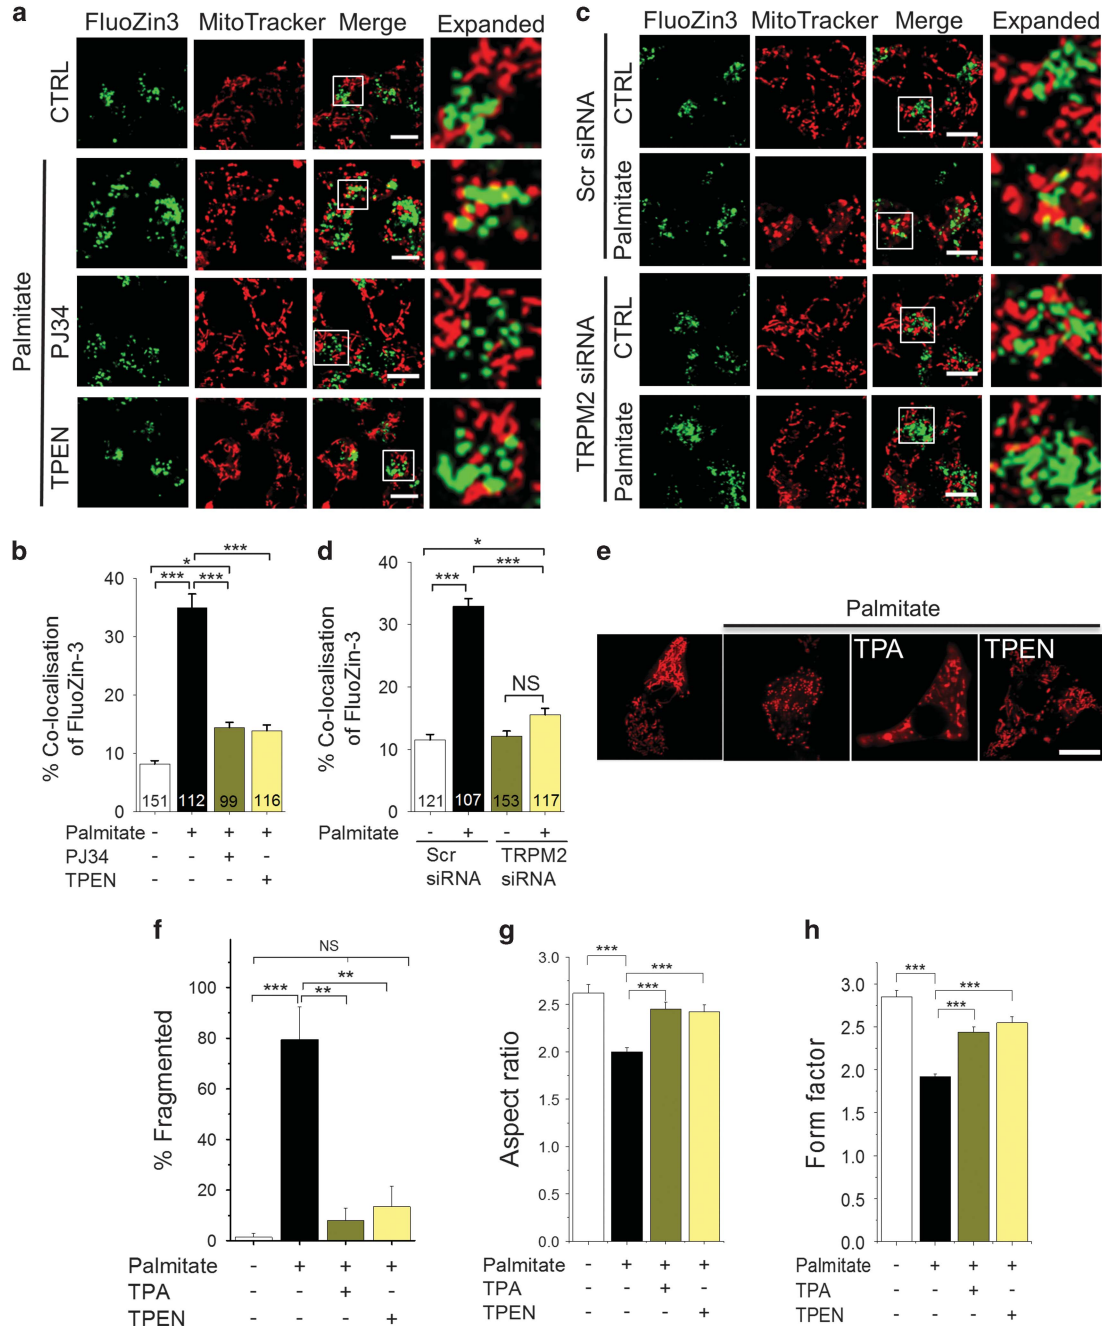 a
FluoZin3 MitoTracker Merge Expanded
CTRL
Palmitate
PJ34
TPEN
c
FluoZin3 MitoTracker Merge Expanded
Scr siRNA
CTRL
Palmitate
TRPM2 siRNA
CTRL
Palmitate
b
% Co-localisation
of FluoZin-3
40
30
20
10
0
***
*
*** ***
151 112 99 116
Palmitate - + + +
PJ34 - - + -
TPEN - - - +
d
% Co-localisation
of FluoZin-3
40
30
20
10
0
*
*** ***
NS
121 107 153 117
Palmitate - + - +
Scr TRPM2
siRNA siRNA
e
Palmitate
TPA TPEN
f
% Fragmented
100
80
60
40
20
0
NS
**
*** **
Palmitate - + + +
TPA - - + -
TPEN - - - +
g
Aspect ratio
3.0
2.5
2.0
1.5
1.0
0.5
0.0
***
***
***
Palmitate - + + +
TPA - - + -
TPEN - - - +
h
Form factor
3.0
2.5
2.0
1.5
1.0
0.5
0.0
***
***
***
Palmitate - + + +
TPA - - + -
TPEN - - - +